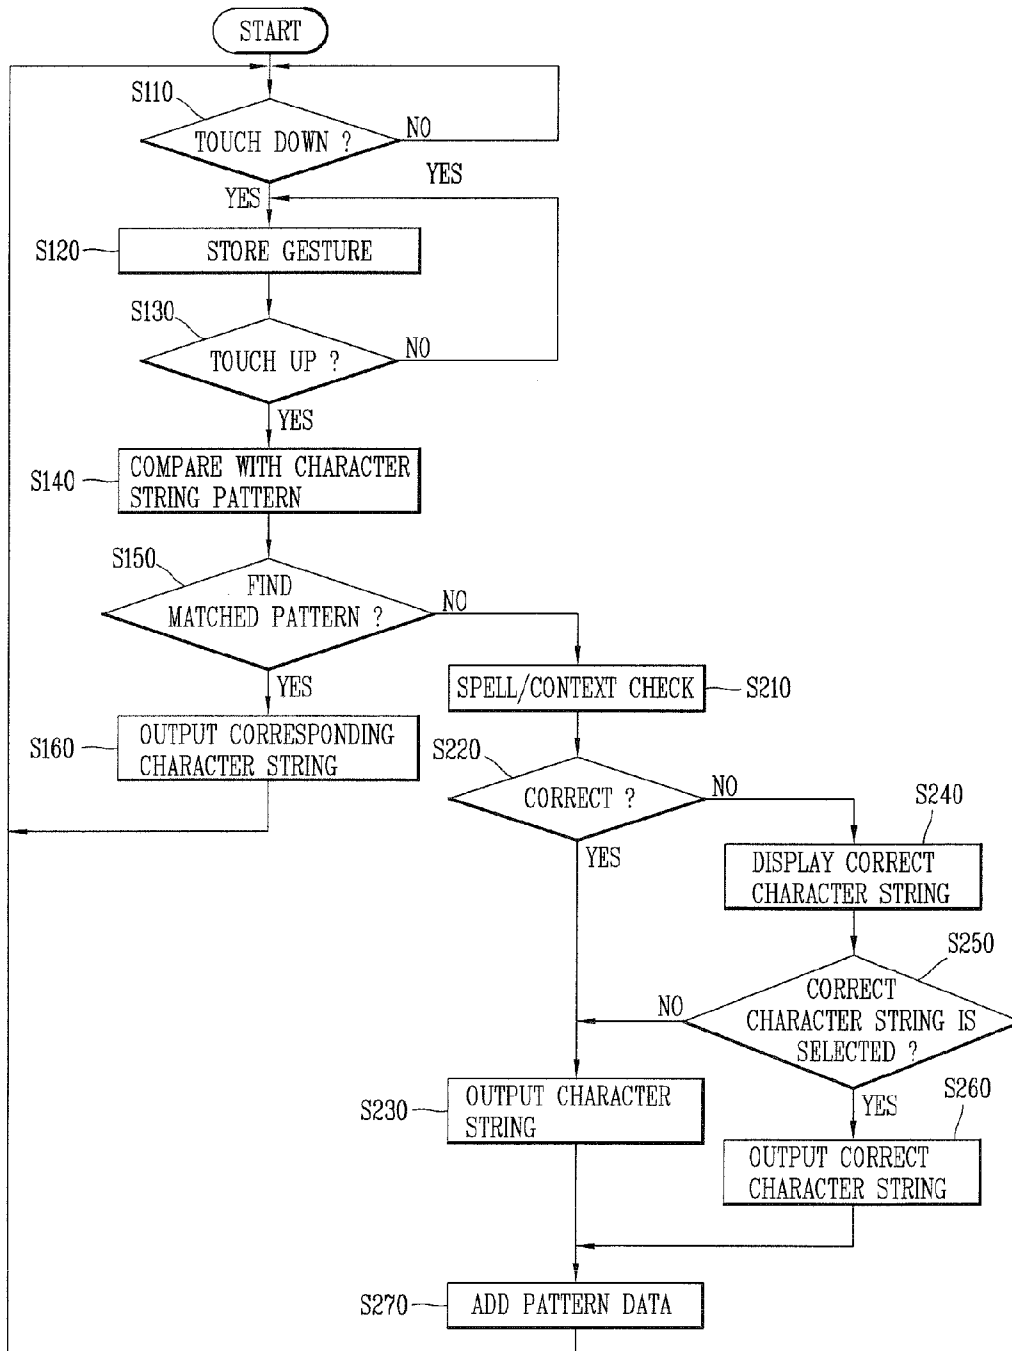 START
S110
TOUCH DOWN ?
NO
YES
YES
S120
STORE GESTURE
S130
TOUCH UP ?
NO
YES
S140
COMPARE WITH CHARACTER
STRING PATTERN
S150
FIND
MATCHED PATTERN ?
NO
YES
SPELL/CONTEXT CHECK
S210
S160
OUTPUT CORRESPONDING
CHARACTER STRING
S220
CORRECT ?
NO
YES
S240
DISPLAY CORRECT
CHARACTER STRING
S250
CORRECT
CHARACTER STRING IS
SELECTED ?
NO
YES
S230
OUTPUT CHARACTER
STRING
S260
OUTPUT CORRECT
CHARACTER STRING
S270
ADD PATTERN DATA